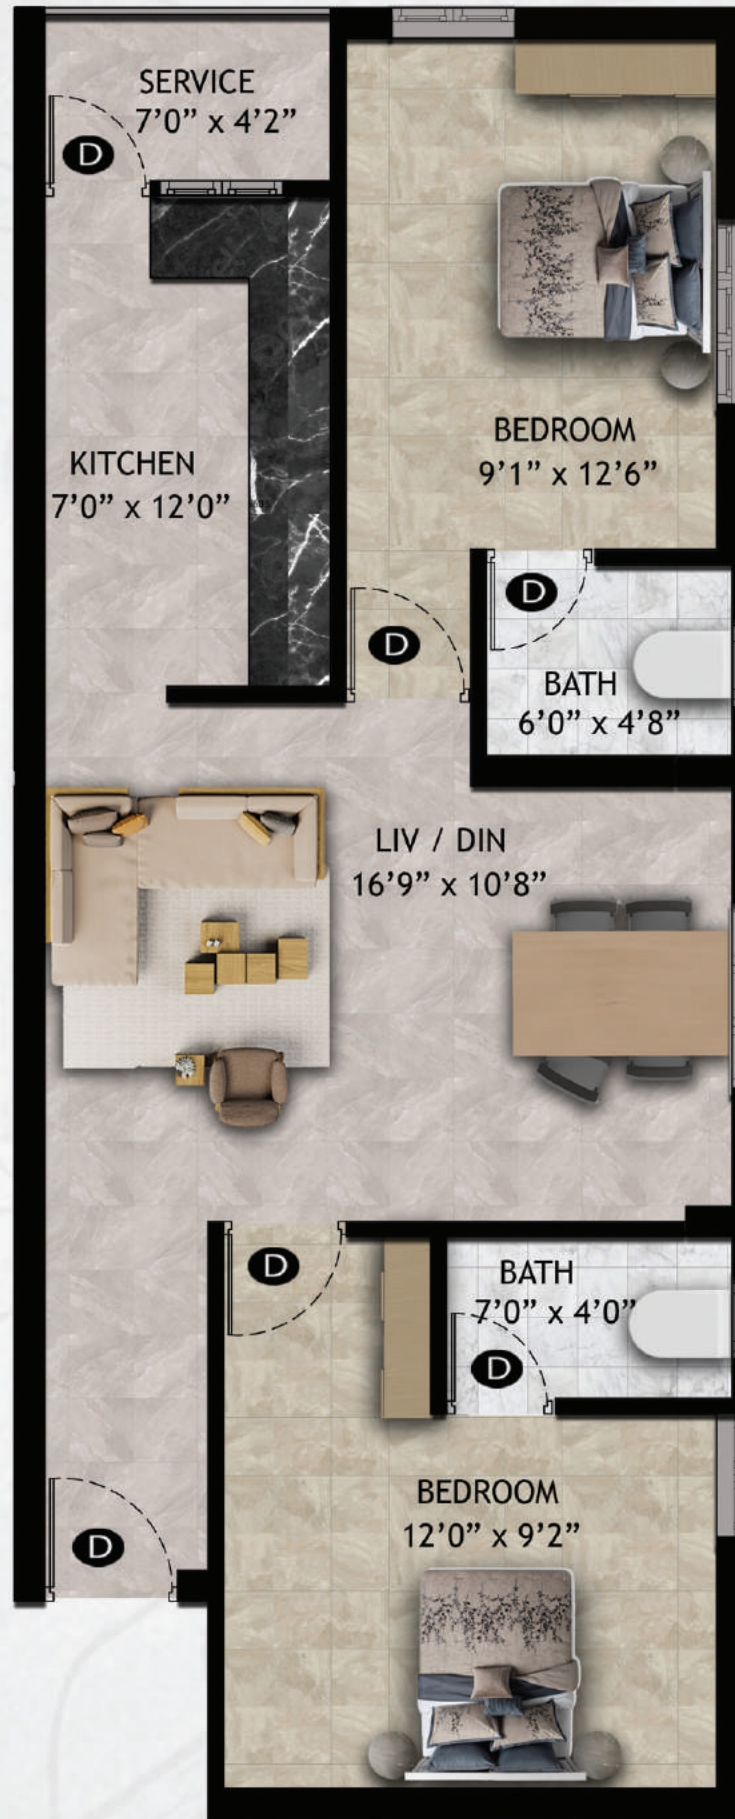 SERVICE
7’0” x 4’2”
D
BEDROOM
9’1” x 12’6”
KITCHEN
7’0” x 12’0”
D
D
BATH
6’0” x 4’8”
LIV / DIN
16’9” x 10’8”
D
BATH
7’0” x 4’0”
D
BEDROOM
12’0” x 9’2”
D